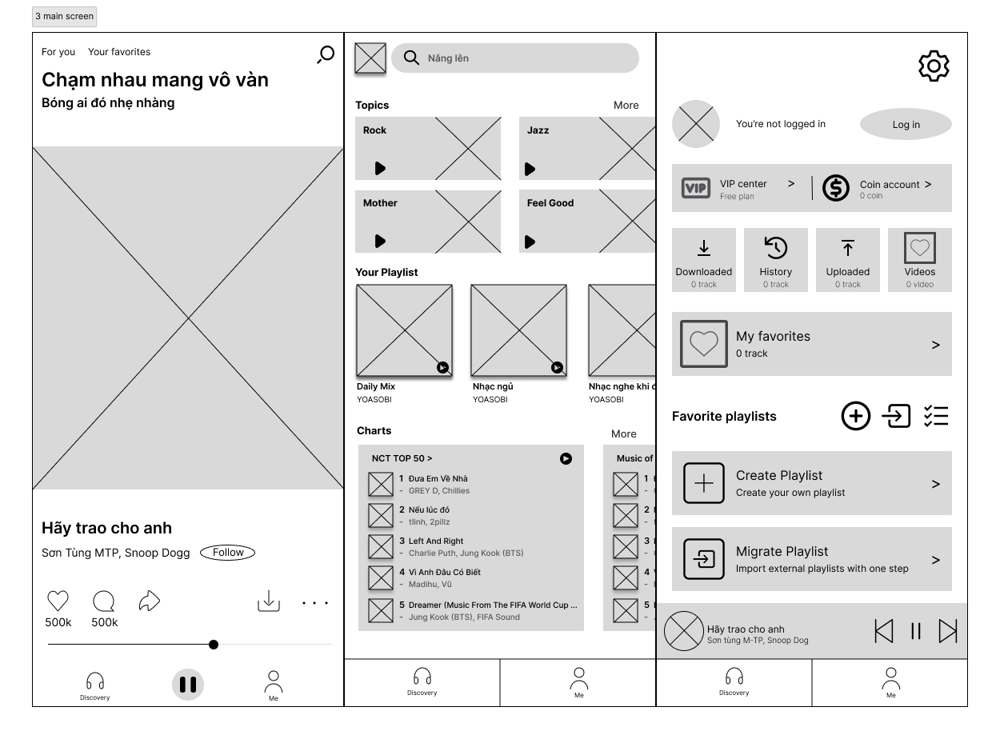 3 main screen
For you Your favorites
Chạm nhau mang vô vàn
Bóng ai đó nhẹ nhàng
Hãy trao cho anh
Sơn Tùng MTP, Snoop Dogg Follow
500k 500k
Discovery Me
Nắng lên
Topics More
Rock Jazz
Mother Feel Good
Your Playlist
Daily Mix Nhạc ngủ Nhạc nghe khi
YOASOBI YOASOBI YOASOBI
Charts More
NCT TOP 50 > Music of
1 Đưa Em Về Nhà 1
- GREY D, Chillies -
2 Nếu lúc đó 2
- tlinh, 2pillz -
3 Left And Right 3
- Charlie Puth, Jung Kook (BTS) -
4 Vì Anh Đâu Có Biết 4
- Madihu, Vũ -
5 Dreamer (Music From The FIFA World Cup ... 5
- Jung Kook (BTS), FIFA Sound -
Discovery Me
You're not logged in Log in
VIP VIP center > Coin account >
Free plan 0 coin
Downloaded History Uploaded Videos
0 track 0 track 0 track 0 video
My favorites
0 track >
Favorite playlists
Create Playlist
Create your own playlist >
Migrate Playlist
Import external playlists with one step >
Hãy trao cho anh
Sơn tùng M-TP, Snoop Dog
Discovery Me